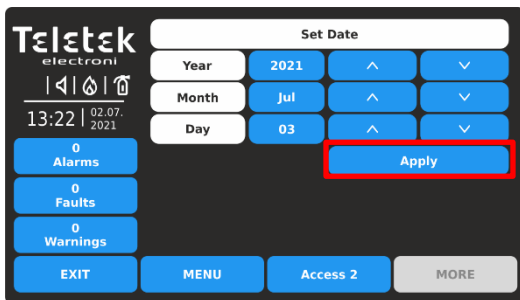 Teletek
electroni
13:22 02.07.
2021
0
Alarms
0
Faults
0
Warnings
Set Date
Year 2021
Month Jul
Day 03
Apply
EXIT MENU Access 2 MORE